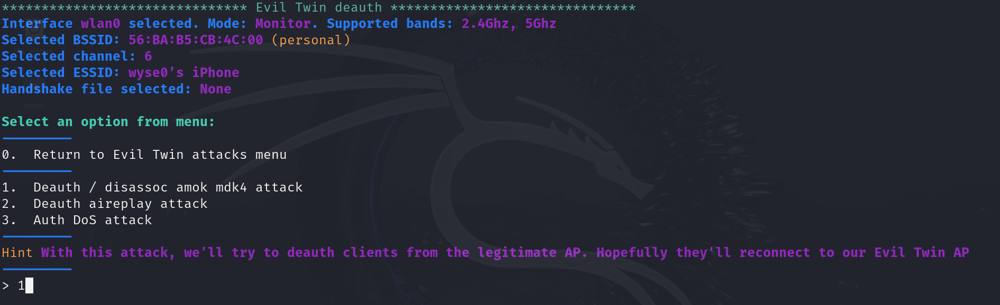 ******************************* Evil Twin deauth *******************************
Interface wlan0 selected. Mode: Monitor. Supported bands: 2.4Ghz, 5Ghz
Selected BSSID: 56:BA:B5:CB:4C:00 (personal)
Selected channel: 6
Selected ESSID: wyse0’s iPhone
Handshake file selected: None
Home
Select an option from menu:
0.  Return to Evil Twin attacks menu
1.  Deauth / disassoc amok mdk4 attack
2.  Deauth aireplay attack
3.  Auth DoS attack
Hint With this attack, we'll try to deauth clients from the legitimate AP. Hopefully they'll reconnect to our Evil Twin AP
> 1